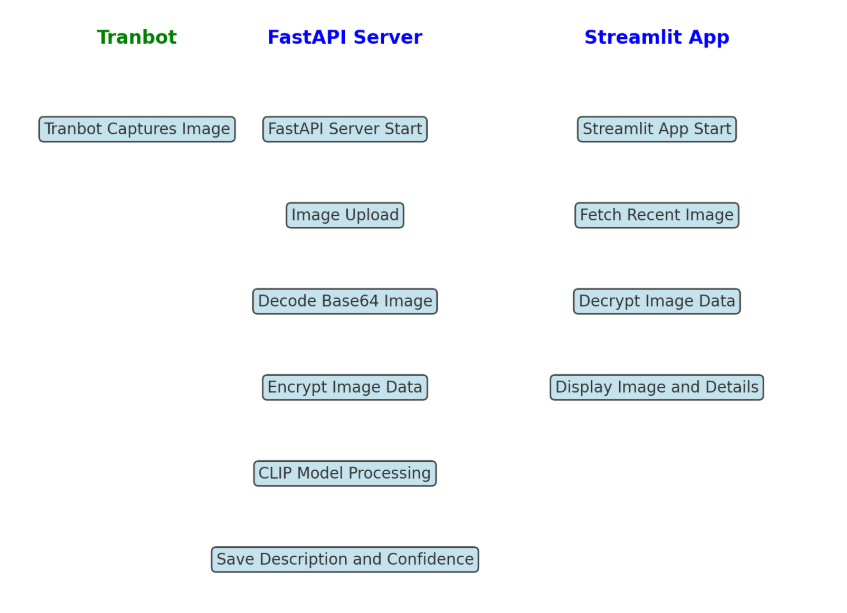 Tranbot
FastAPI Server
Streamlit App
Tranbot Captures Image
FastAPI Server Start
Streamlit App Start
Image Upload
Fetch Recent Image
Decode Base64 Image
Decrypt Image Data
Encrypt Image Data
Display Image and Details
CLIP Model Processing
Save Description and Confidence